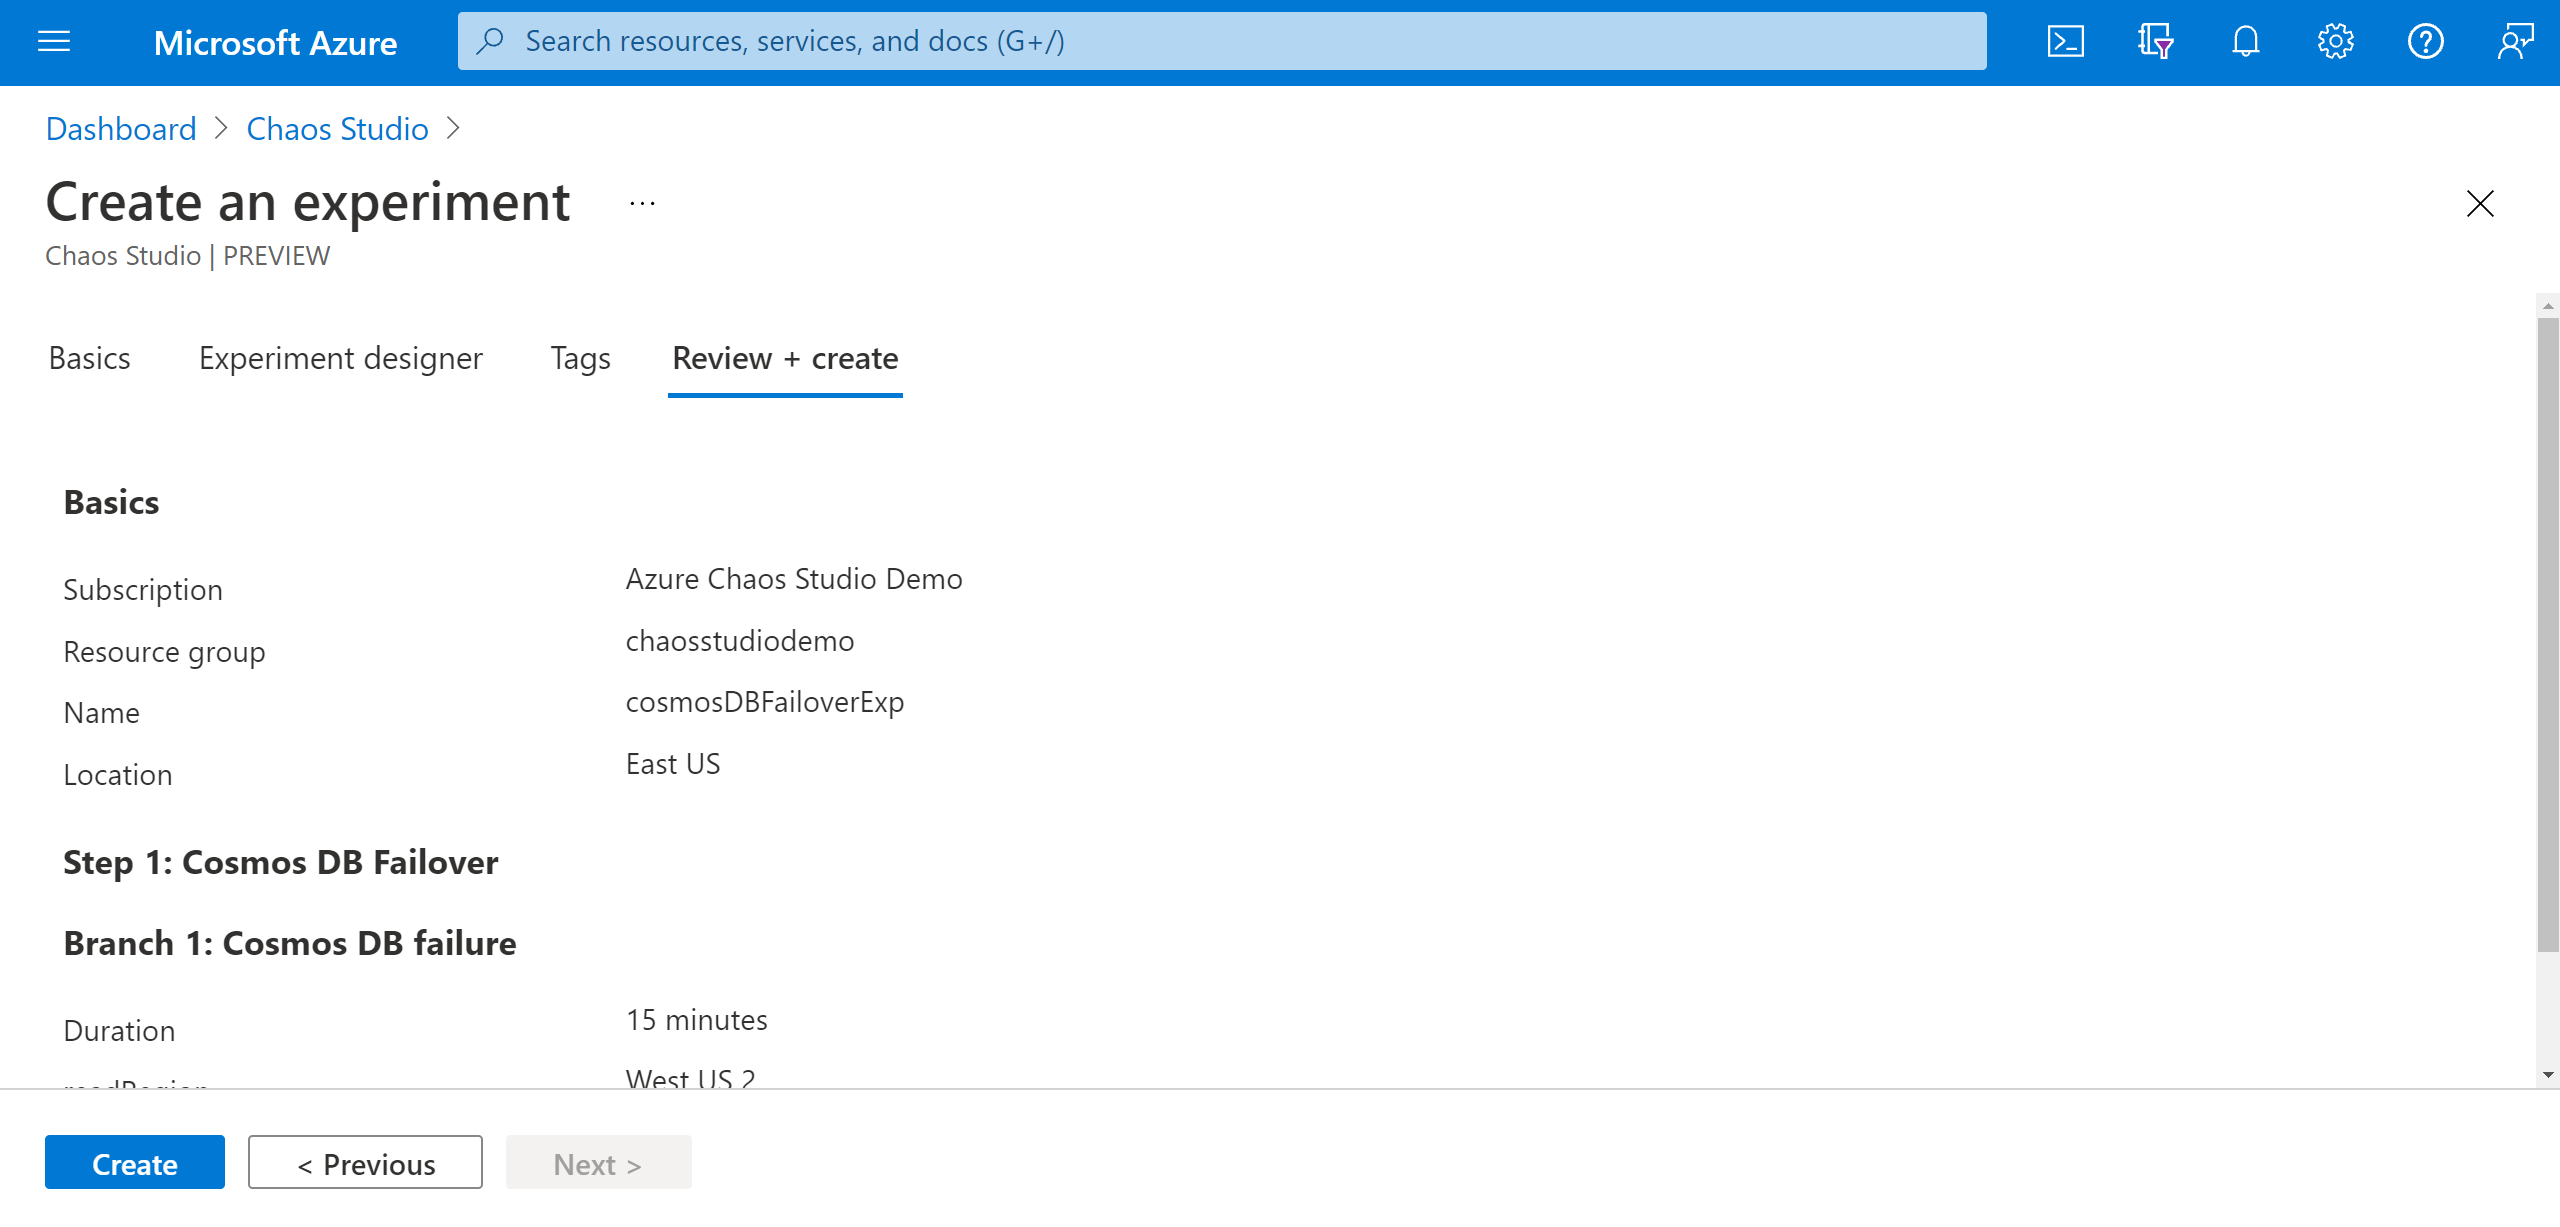 Microsoft Azure
Search resources, services, and docs (G+/)
Dashboard > Chaos Studio >
Create an experiment ...
Chaos Studio | PREVIEW
Basics Experiment designer Tags Review + create
Basics
Subscription Azure Chaos Studio Demo
Resource group chaosstudiodemo
Name cosmosDBFailoverExp
Location East US
Step 1: Cosmos DB Failover
Branch 1: Cosmos DB failure
Duration 15 minutes
readRegion West US 2
Create < Previous Next >